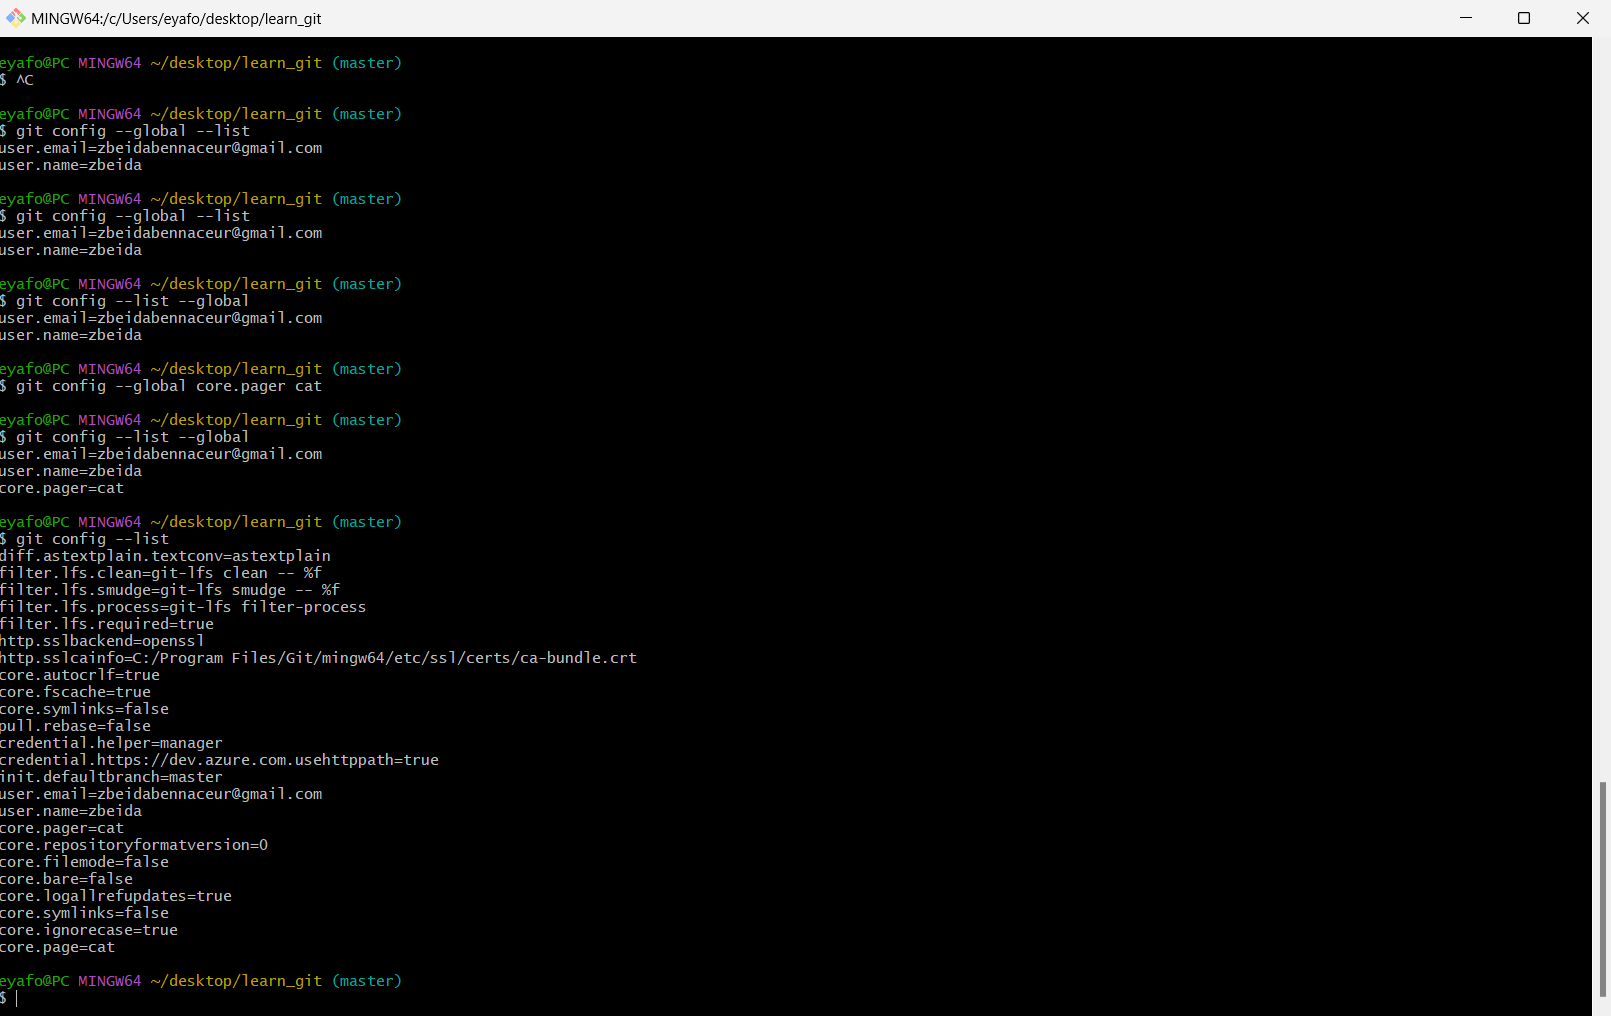 MINGW64:/c/Users/eyafo/desktop/learn_git
eyafo@PC MINGW64 ~/desktop/learn_git (master)
$ ^C
eyafo@PC MINGW64 ~/desktop/learn_git (master)
$ git config --global --list
user.email=zbeidabennaceur@gmail.com
user.name=zbeida
eyafo@PC MINGW64 ~/desktop/learn_git (master)
$ git config --global --list
user.email=zbeidabennaceur@gmail.com
user.name=zbeida
eyafo@PC MINGW64 ~/desktop/learn_git (master)
$ git config --list --global
user.email=zbeidabennaceur@gmail.com
user.name=zbeida
eyafo@PC MINGW64 ~/desktop/learn_git (master)
$ git config --global core.pager cat
eyafo@PC MINGW64 ~/desktop/learn_git (master)
$ git config --list --global
user.email=zbeidabennaceur@gmail.com
user.name=zbeida
core.pager=cat
eyafo@PC MINGW64 ~/desktop/learn_git (master)
$ git config --list
diff.astextplain.textconv=astextplain
filter.lfs.clean=git-lfs clean -- %f
filter.lfs.smudge=git-lfs smudge -- %f
filter.lfs.process=git-lfs filter-process
filter.lfs.required=true
http.sslbackend=openssl
http.sslcainfo=C:/Program Files/Git/mingw64/etc/ssl/certs/ca-bundle.crt
core.autocrlf=true
core.fscache=true
core.symlinks=false
pull.rebase=false
credential.helper=manager
credential.https://dev.azure.com.usehttppath=true
init.defaultbranch=master
user.email=zbeidabennaceur@gmail.com
user.name=zbeida
core.pager=cat
core.repositoryformatversion=0
core.filemode=false
core.bare=false
core.logallrefupdates=true
core.symlinks=false
core.ignorecase=true
core.page=cat
eyafo@PC MINGW64 ~/desktop/learn_git (master)
$